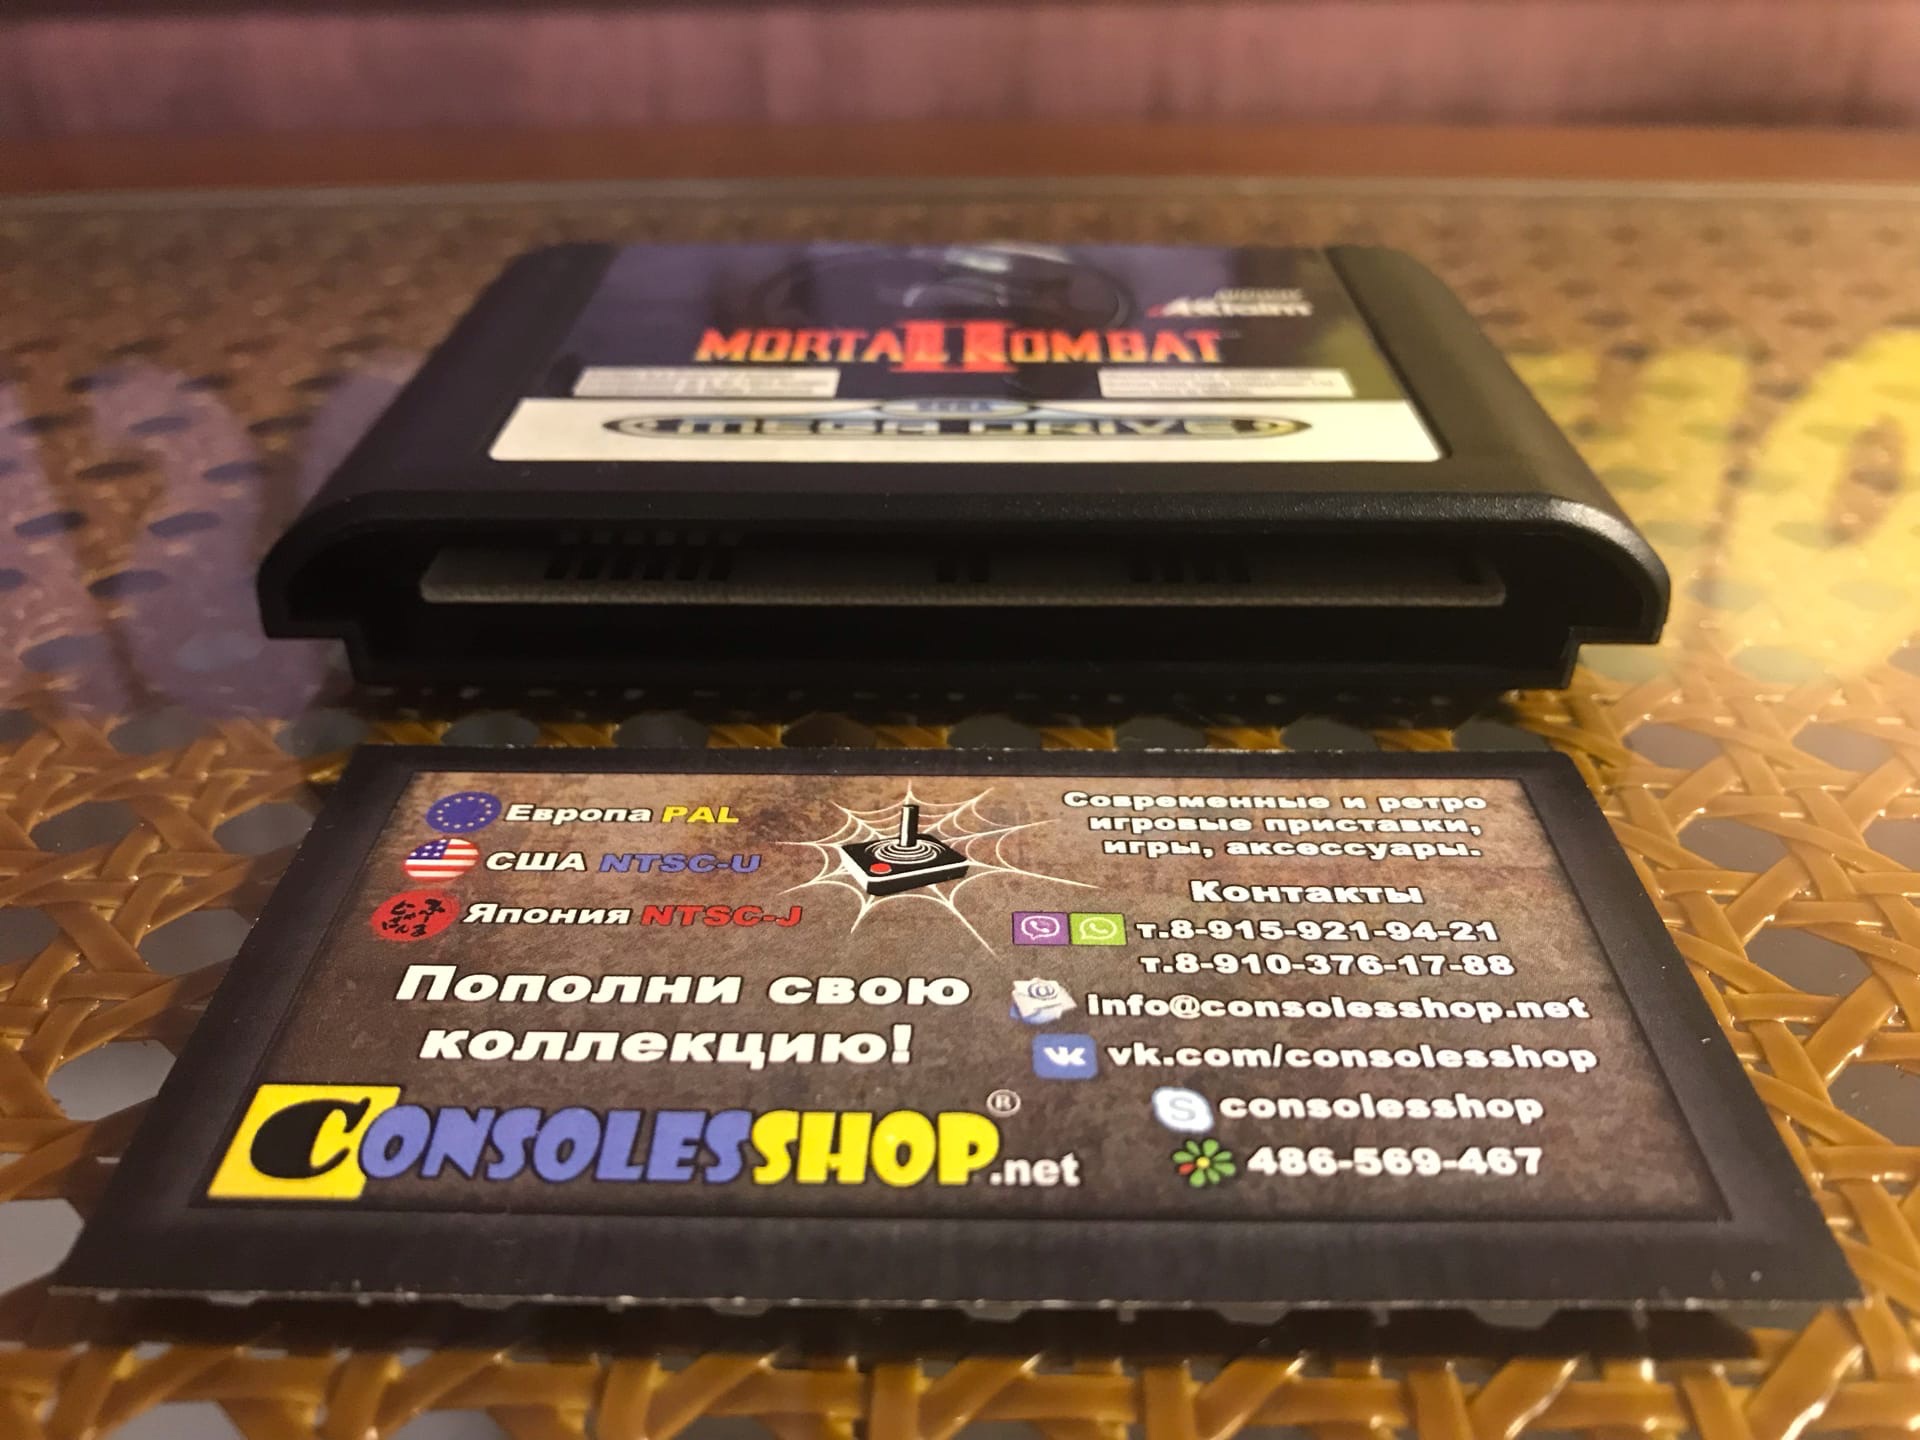 Acclaim
MORTAL KOMBAT
II
MEGA DRIVE
Европа PAL
США NTSC-U
Япония NTSC-J
Пополни свою
коллекцию!
CONSOLESSHOP.net
®
Современные и ретро
игровые приставки,
игры, аксессуары.
Контакты
т.8-915-921-94-21
т.8-910-376-17-88
info@consolesshop.net
vk.com/consolesshop
consolesshop
486-569-467